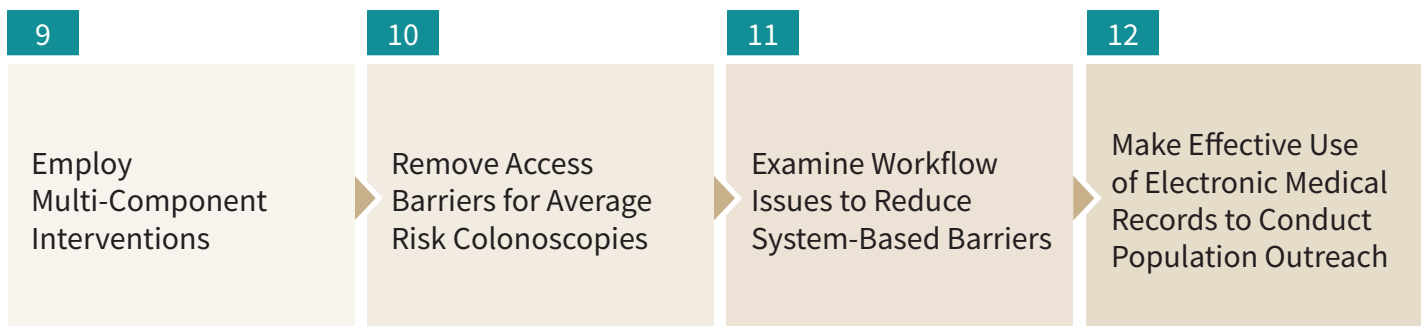 9
Employ
Multi-Component
Interventions
10
Remove Access
Barriers for Average
Risk Colonoscopies
11
Examine Workflow
Issues to Reduce
System-Based Barriers
12
Make Effective Use
of Electronic Medical
Records to Conduct
Population Outreach